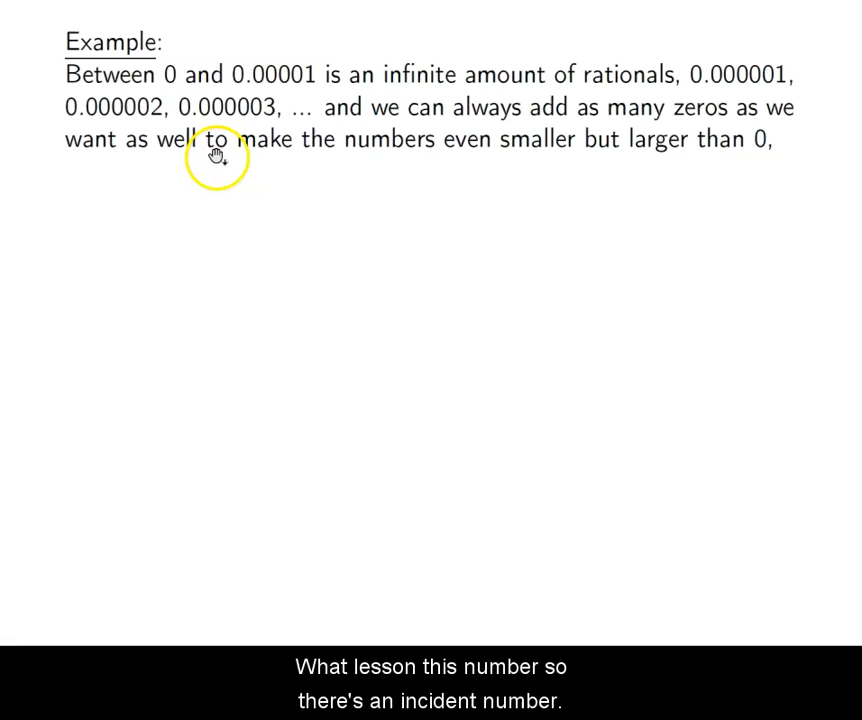 Example:
Between 0 and 0.00001 is an infinite amount of rationals, 0.000001,
0.000002, 0.000003, ... and we can always add as many zeros as we
want as well to make the numbers even smaller but larger than 0,
What lesson this number so
there's an incident number.